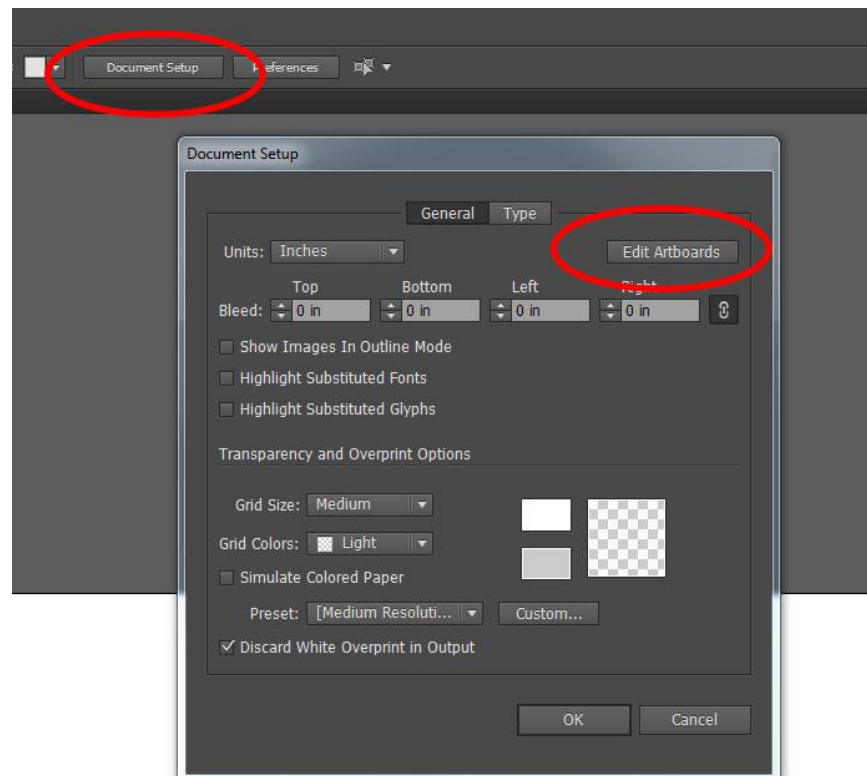 Document Setup Preferences
Document Setup
General Type
Units: Inches Edit Artboards
Top Bottom Left Right
Bleed: 0 in 0 in 0 in 0 in
Show Images In Outline Mode
Highlight Substituted Fonts
Highlight Substituted Glyphs
Transparency and Overprint Options
Grid Size: Medium
Grid Colors: Light
Simulate Colored Paper
Preset: [Medium Resoluti... Custom...
Discard White Overprint in Output
OK Cancel